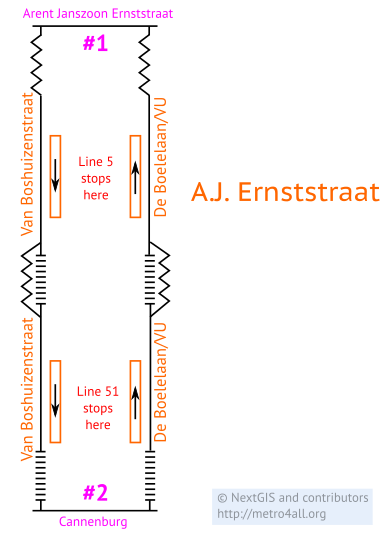 Arent Janszoon Ernststraat
#1
Van Boshuizenstraat
Line 5
stops
here
De Boelelaan/VU
A.J. Ernststraat
Van Boshuizenstraat
Line 51
stops
here
De Boelelaan/VU
#2
Cannenburg
© NextGIS and contributors
http://metro4all.org